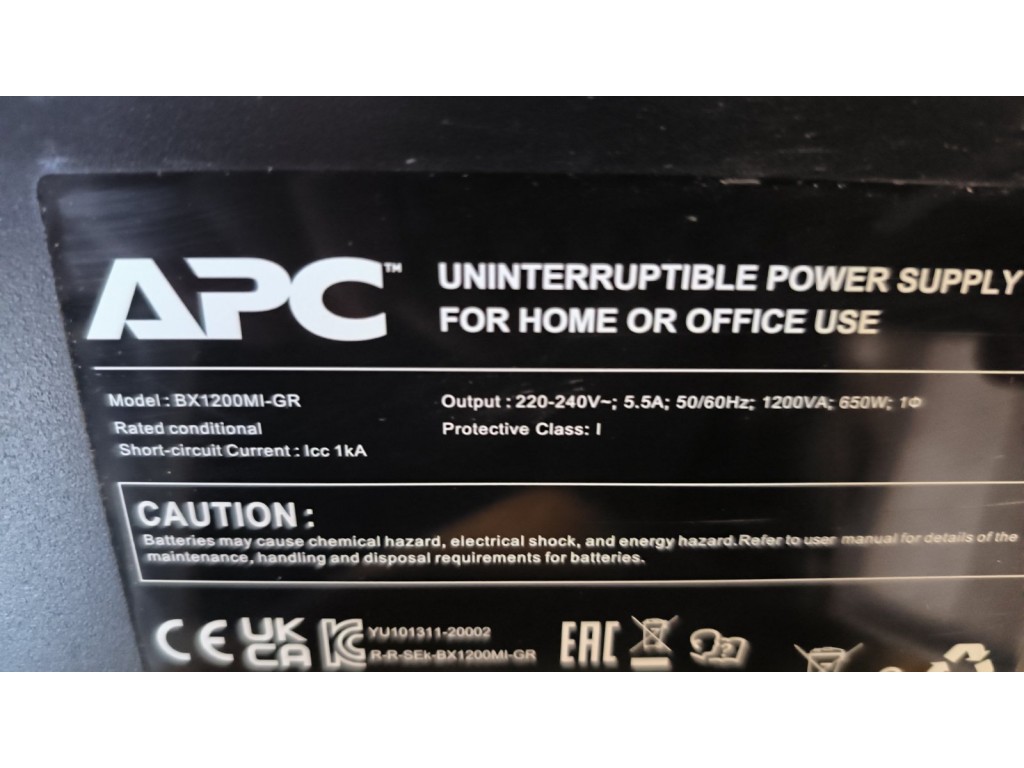 APC™
UNINTERRUPTIBLE POWER SUPPLY
FOR HOME OR OFFICE USE
Model : BX1200MI-GR
Rated conditional
Short-circuit Current : Icc 1kA
Output : 220-240V~; 5.5A; 50/60Hz; 1200VA; 650W; 1Φ
Protective Class: I
CAUTION :
Batteries may cause chemical hazard, electrical shock, and energy hazard.Refer to user manual for details of the
maintenance, handling and disposal requirements for batteries.
CE UK CA KC YU101311-20002
R-R-SEk-BX1200MI-GR
EAC